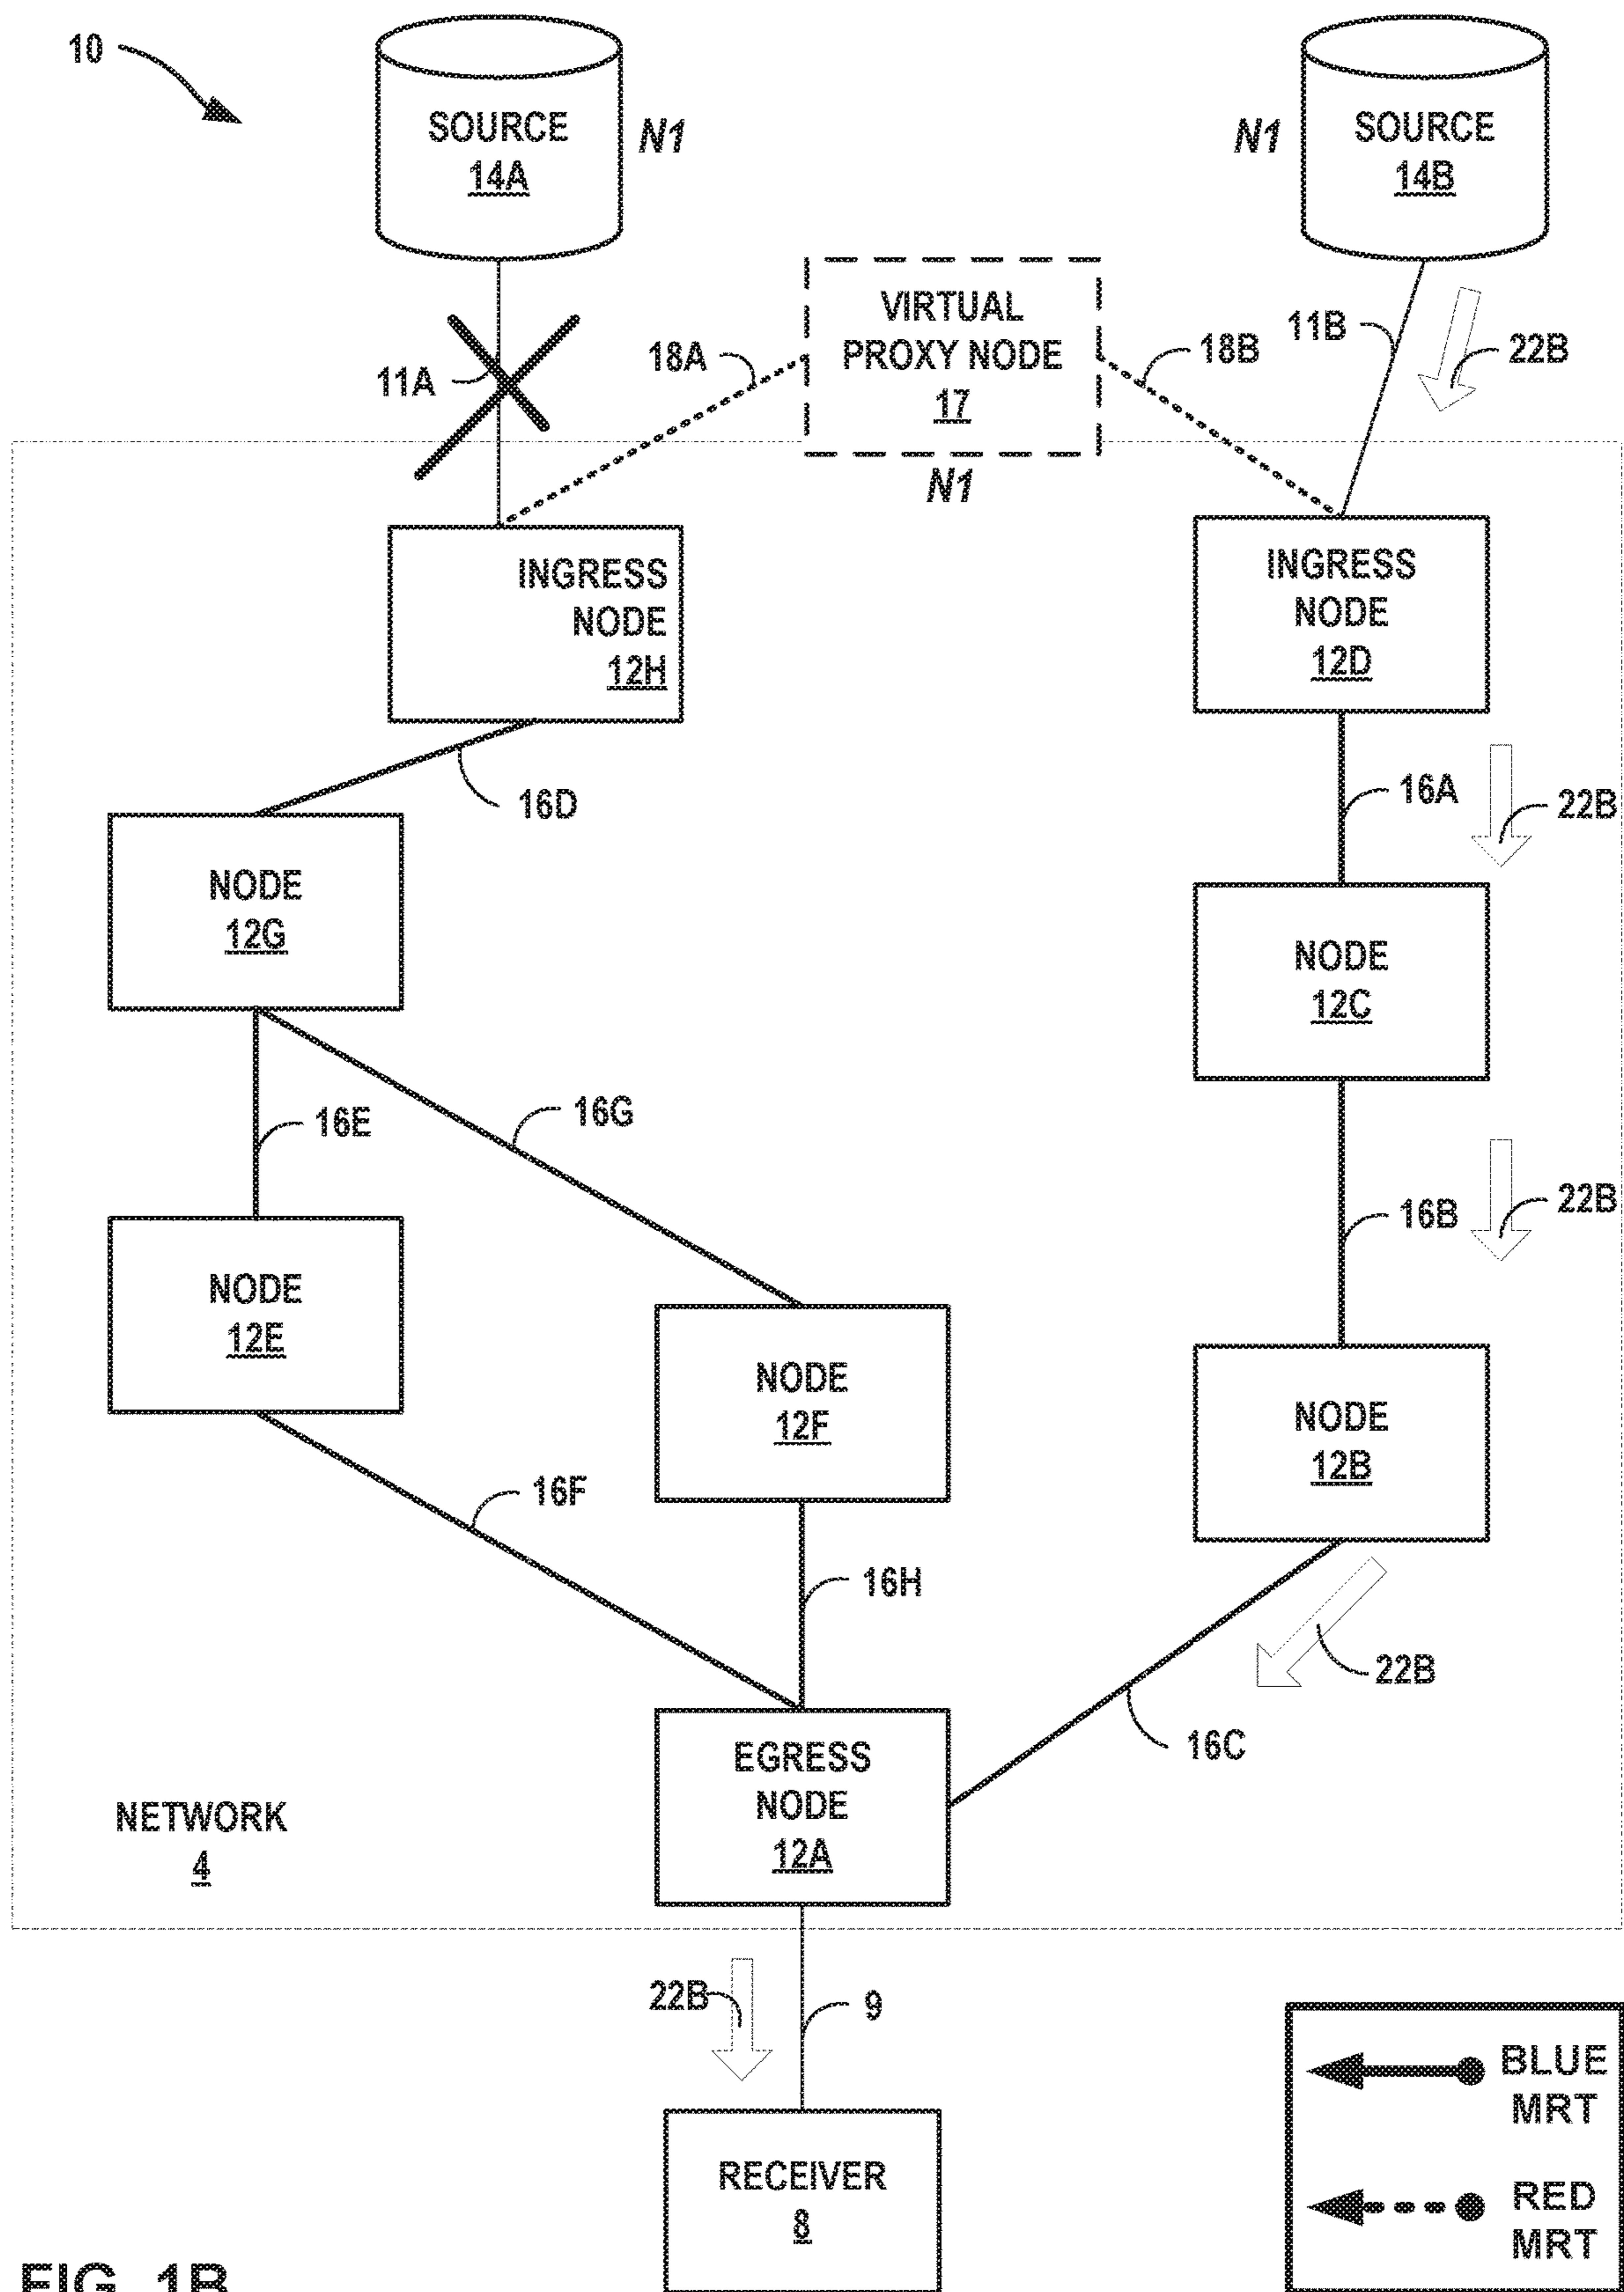 10
SOURCE
14A
N1
N1
SOURCE
14B
VIRTUAL
PROXY NODE
17
N1
11A
18A
18B
11B
22B
INGRESS
NODE
12H
INGRESS
NODE
12D
16D
16A
22B
NODE
12G
NODE
12C
16E
16G
16B
22B
NODE
12E
NODE
12F
NODE
12B
16F
16H
22B
16C
EGRESS
NODE
12A
NETWORK
4
22B
9
RECEIVER
8
BLUE
MRT
RED
MRT
FIG. 1B